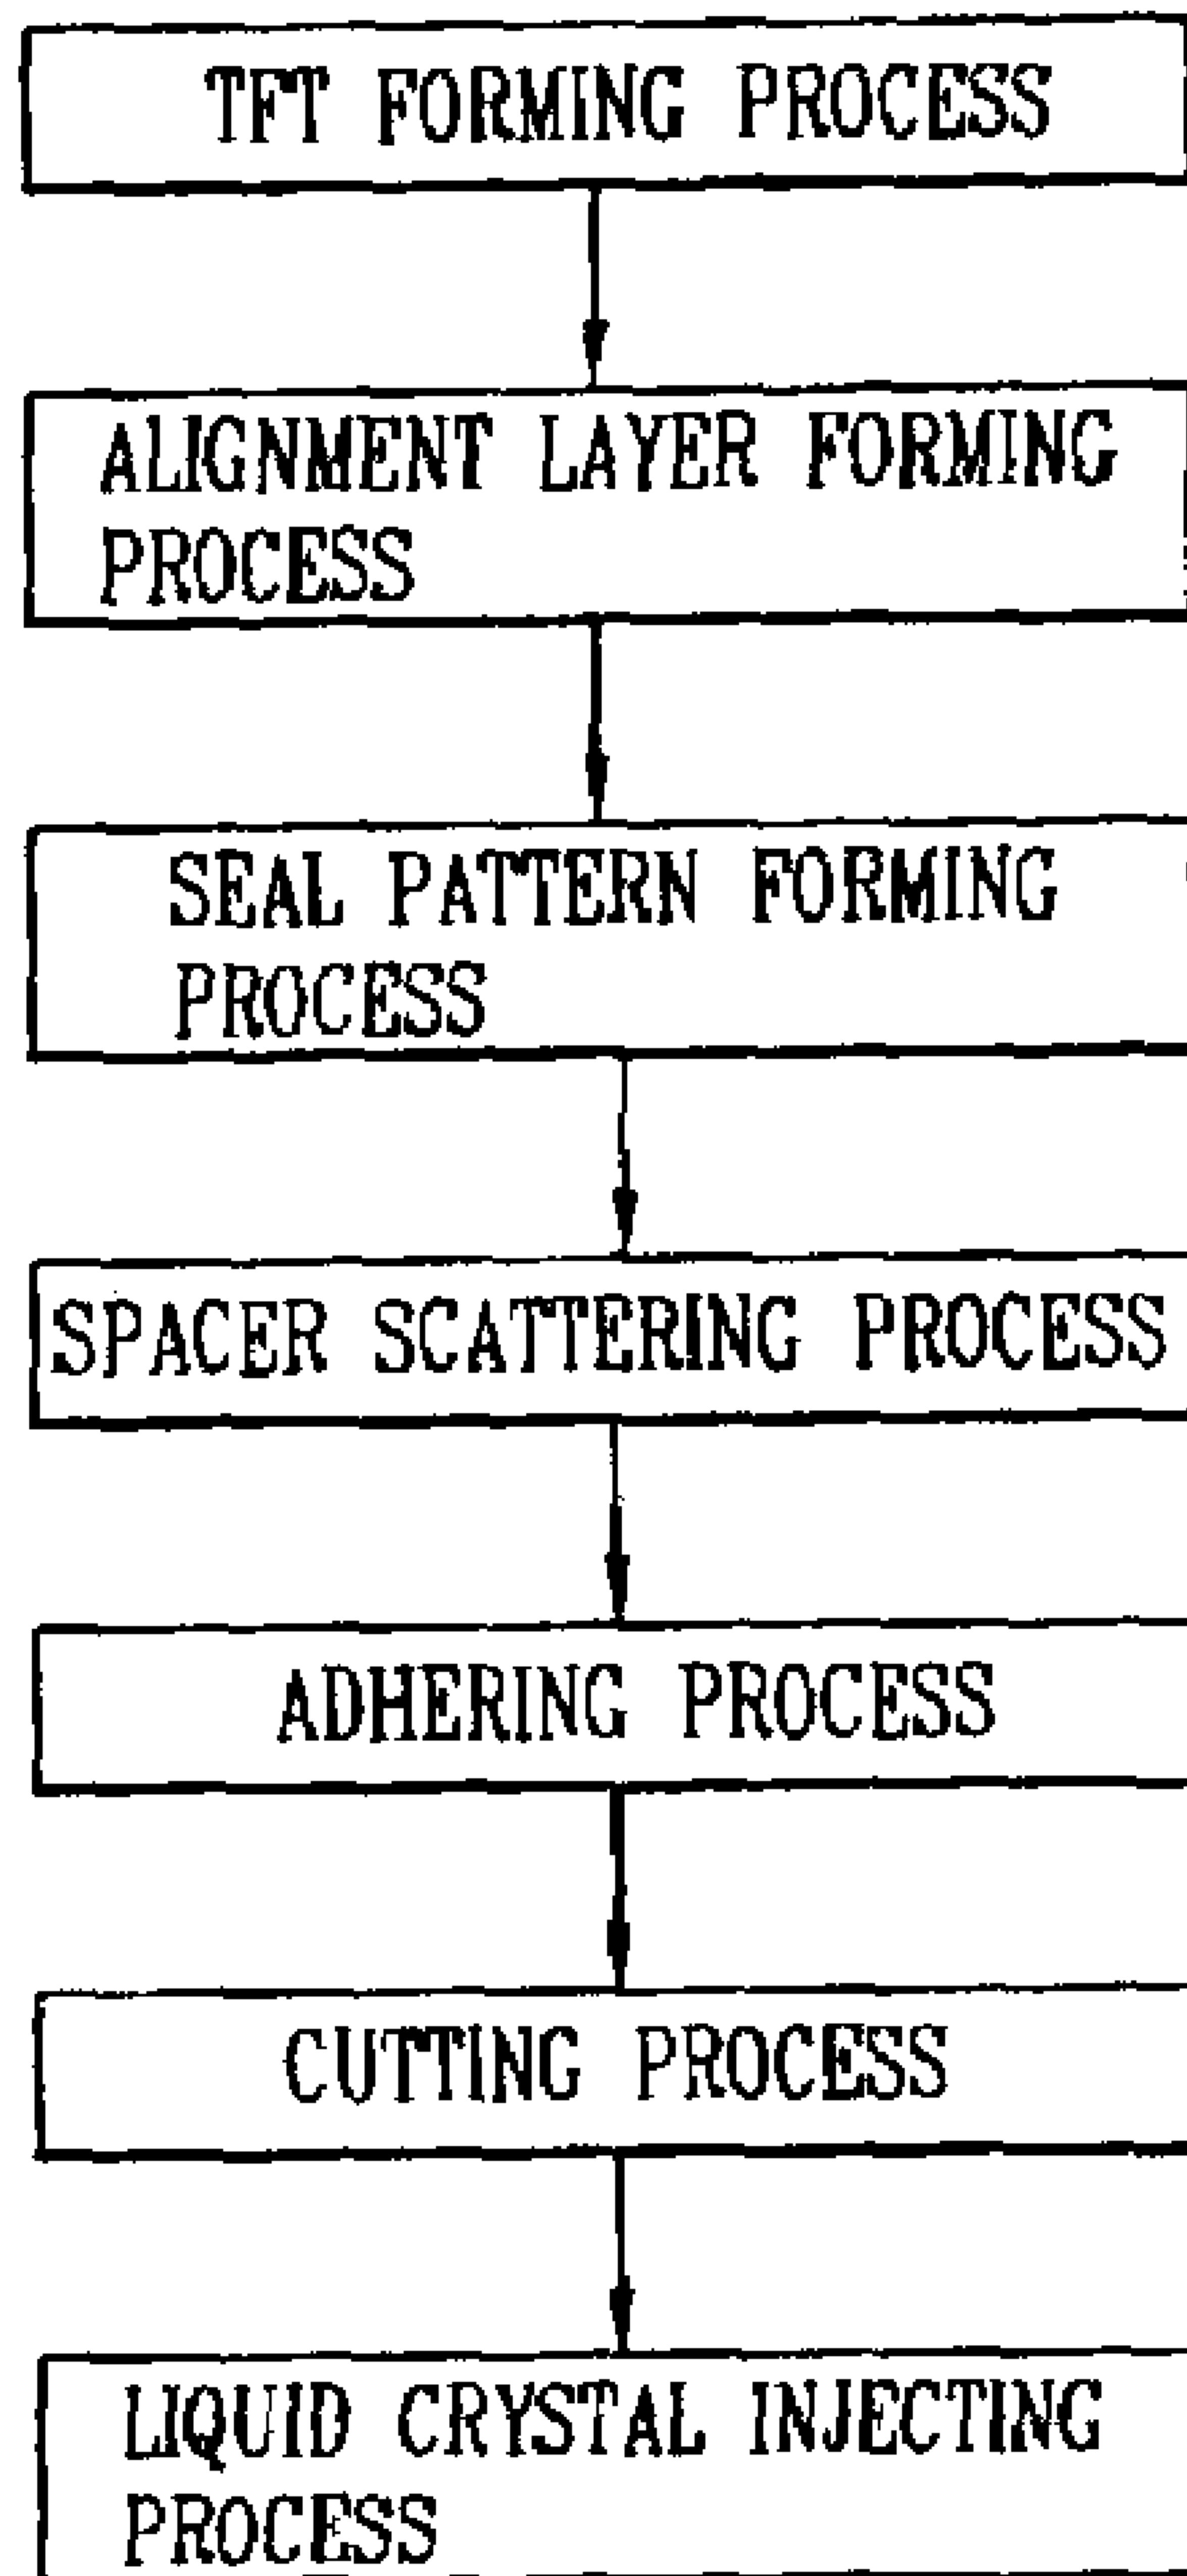 TFT FORMING PROCESS
ALIGNMENT LAYER FORMING
PROCESS
SEAL PATTERN FORMING
PROCESS
SPACER SCATTERING PROCESS
ADHERING PROCESS
CUTTING PROCESS
LIQUID CRYSTAL INJECTING
PROCESS